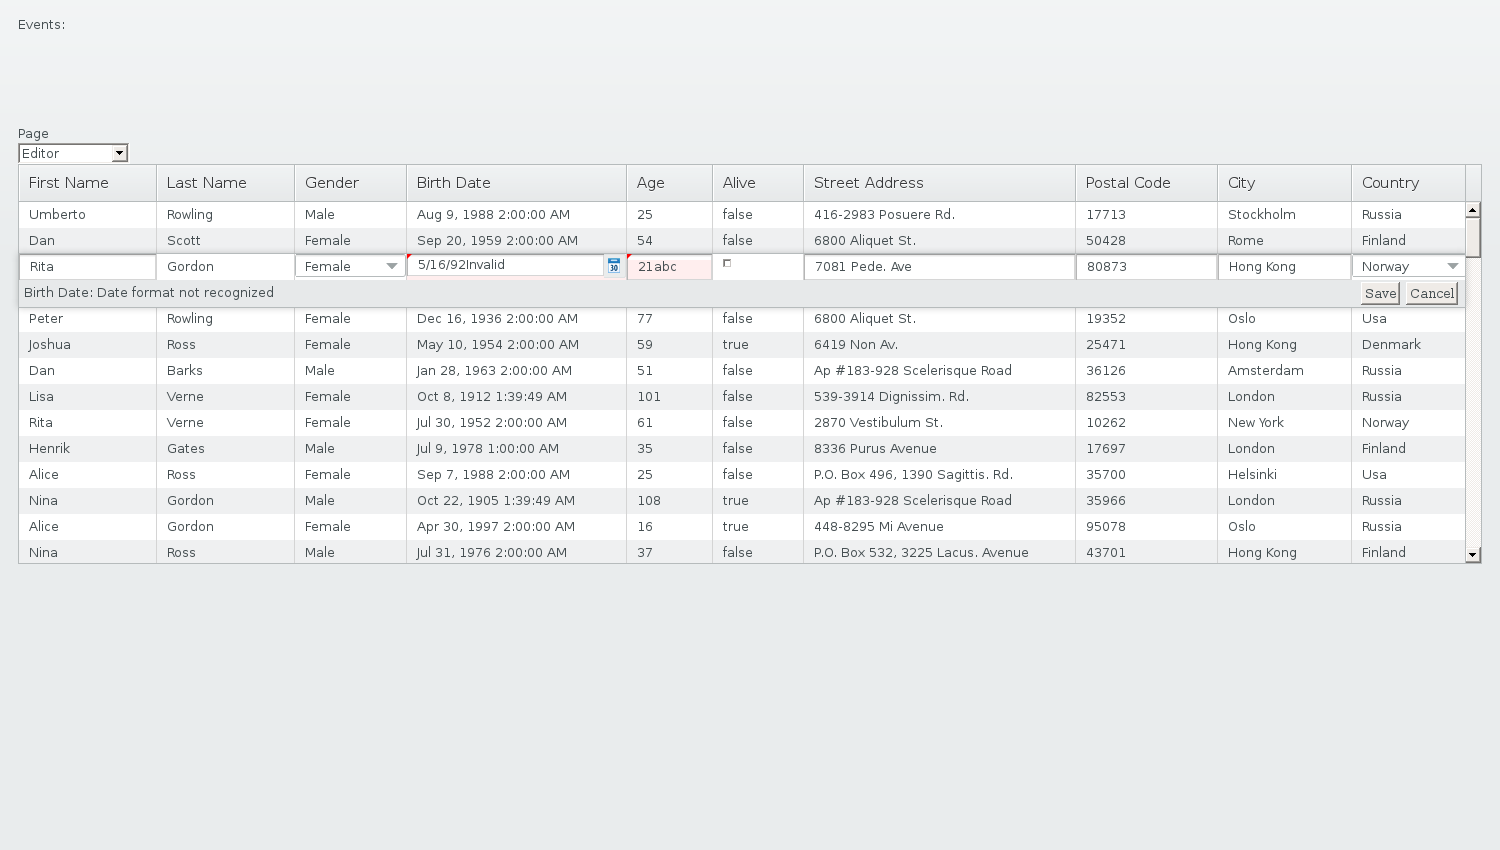 Events:
Page
Editor
First Name Last Name Gender Birth Date Age Alive Street Address Postal Code City Country
Umberto Rowling Male Aug 9, 1988 2:00:00 AM 25 false 416-2983 Posuere Rd. 17713 Stockholm Russia
Dan Scott Female Sep 20, 1959 2:00:00 AM 54 false 6800 Aliquet St. 50428 Rome Finland
Rita Gordon Female 5/16/92Invalid 30 21abc 7081 Pede. Ave 80873 Hong Kong Norway
Birth Date: Date format not recognized Save Cancel
Peter Rowling Female Dec 16, 1936 2:00:00 AM 77 false 6800 Aliquet St. 19352 Oslo Usa
Joshua Ross Female May 10, 1954 2:00:00 AM 59 true 6419 Non Av. 25471 Hong Kong Denmark
Dan Barks Male Jan 28, 1963 2:00:00 AM 51 false Ap #183-928 Scelerisque Road 36126 Amsterdam Russia
Lisa Verne Female Oct 8, 1912 1:39:49 AM 101 false 539-3914 Dignissim. Rd. 82553 London Russia
Rita Verne Female Jul 30, 1952 2:00:00 AM 61 false 2870 Vestibulum St. 10262 New York Norway
Henrik Gates Male Jul 9, 1978 1:00:00 AM 35 false 8336 Purus Avenue 17697 London Finland
Alice Ross Female Sep 7, 1988 2:00:00 AM 25 false P.O. Box 496, 1390 Sagittis. Rd. 35700 Helsinki Usa
Nina Gordon Male Oct 22, 1905 1:39:49 AM 108 true Ap #183-928 Scelerisque Road 35966 London Russia
Alice Gordon Female Apr 30, 1997 2:00:00 AM 16 true 448-8295 Mi Avenue 95078 Oslo Russia
Nina Ross Male Jul 31, 1976 2:00:00 AM 37 false P.O. Box 532, 3225 Lacus. Avenue 43701 Hong Kong Finland